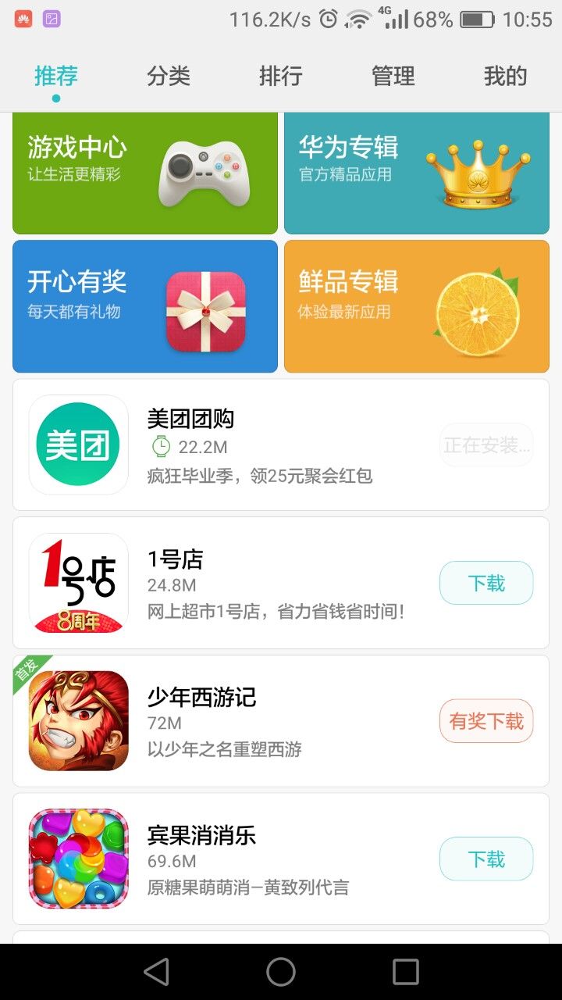 116.2K/s 4G 68% 10:55
推荐 分类 排行 管理 我的
游戏中心
让生活更精彩
华为专辑
官方精品应用
开心有奖
每天都有礼物
鲜品专辑
体验最新应用
美团
美团团购
22.2M
疯狂毕业季，领25元聚会红包
正在安装...
1号店
8周年
1号店
24.8M
网上超市1号店，省力省钱省时间！
下载
首发
少年西游记
72M
以少年之名重塑西游
有奖下载
宾果消消乐
69.6M
原糖果萌萌消—黄致列代言
下载